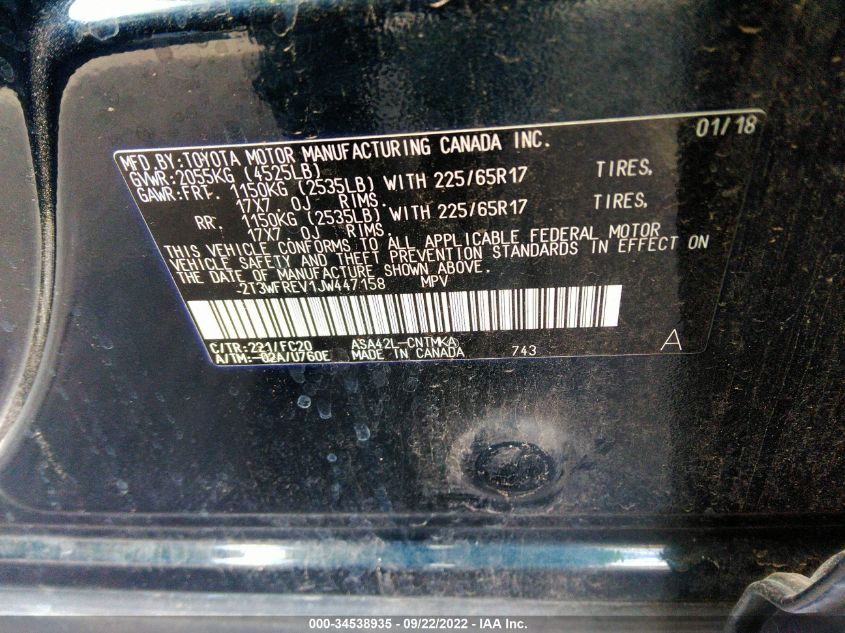 01/18
MFD.BY:TOYOTA MOTOR MANUFACTURING CANADA INC.
GVWR:2055KG (4525LB)
GAWR:FRT. 1150KG (2535LB) WITH 225/65R17 TIRES,
17X7 0J RIMS.
RR. 1150KG (2535LB) WITH 225/65R17 TIRES,
17X7 0J RIMS.
THIS VEHICLE CONFORMS TO ALL APPLICABLE FEDERAL MOTOR
VEHICLE SAFETY AND THEFT PREVENTION STANDARDS IN EFFECT ON
THE DATE OF MANUFACTURE SHOWN ABOVE.
2T3WFREV1JW447158 MPV
C/TR:221/FC20 ASA42L-CNTMKA
A/TM:-02A/U760E MADE IN CANADA 743 A
000-34538935 - 09/22/2022 - IAA Inc.